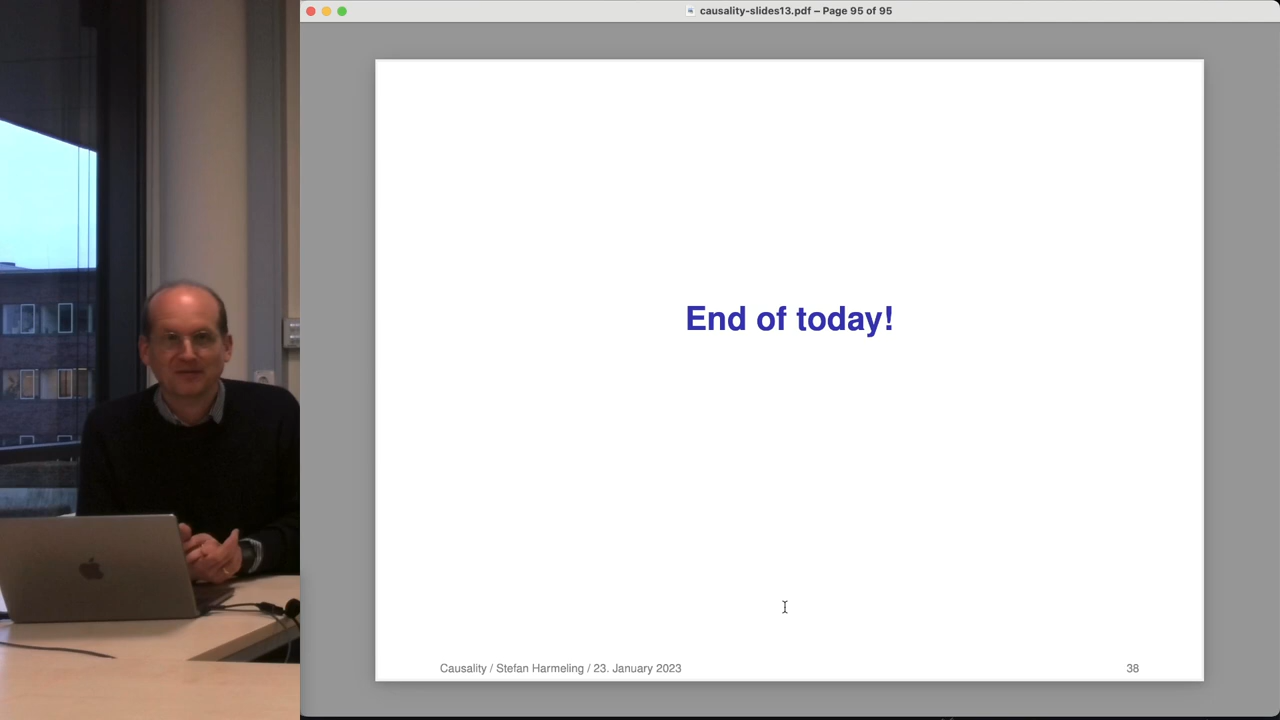 causality-slides13.pdf – Page 95 of 95
End of today!
Causality / Stefan Harmeling / 23. January 2023
38